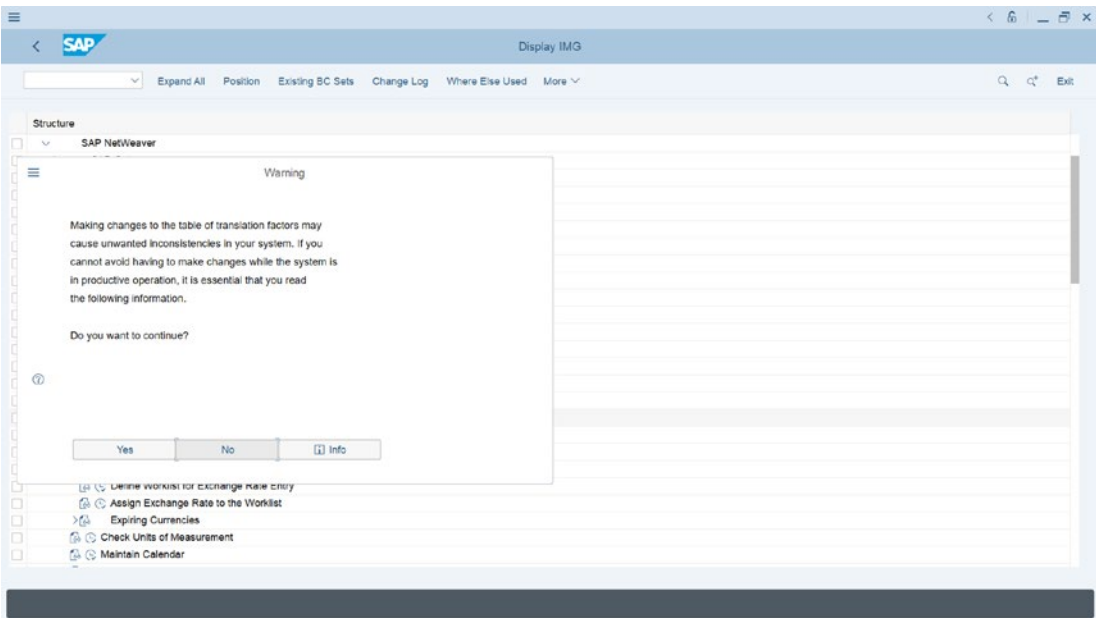 SAP
Display IMG
Expand All Position Existing BC Sets Change Log Where Else Used More Exit
Structure
SAP NetWeaver
Warning
Making changes to the table of translation factors may
cause unwanted inconsistencies in your system. If you
cannot avoid having to make changes while the system is
in productive operation, it is essential that you read
the following information.
Do you want to continue?
Yes No Info
Define Worklist for Exchange Rate Entry
Assign Exchange Rate to the Worklist
Expiring Currencies
Check Units of Measurement
Maintain Calendar